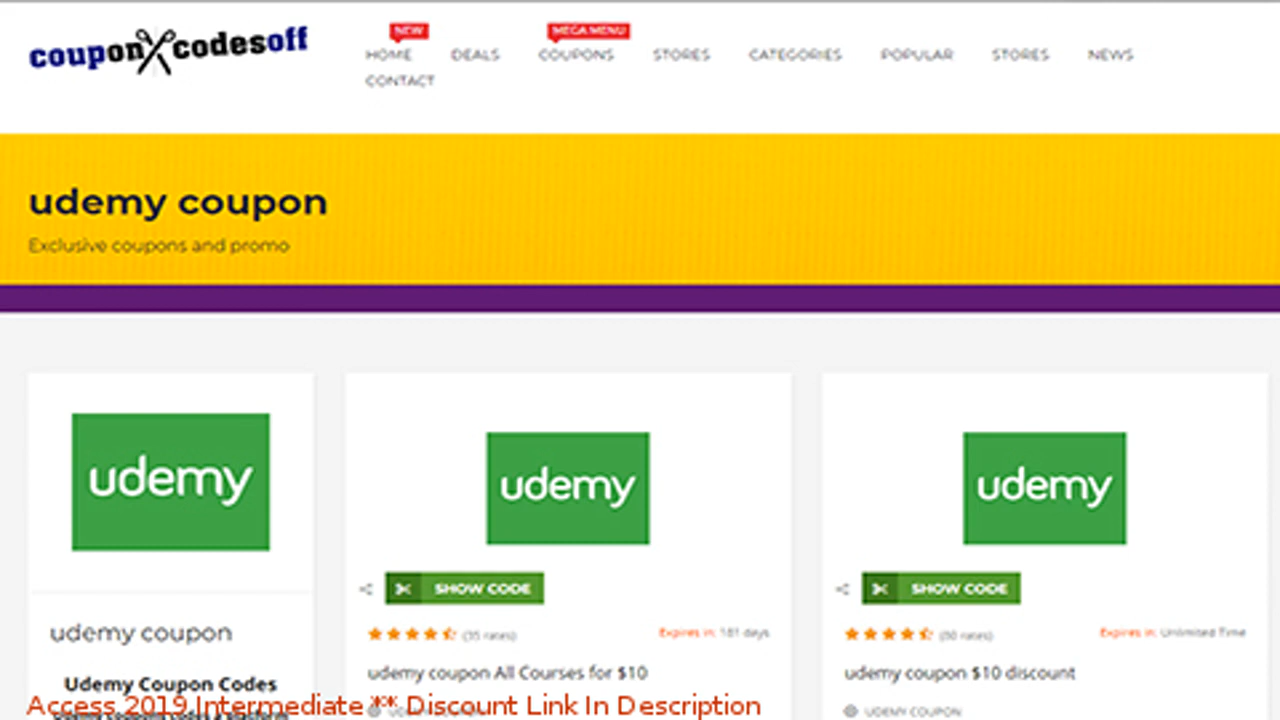 couponcodesoff
NEW
MEGA MENU
HOME DEALS COUPONS STORES CATEGORIES POPULAR STORES NEWS
CONTACT
udemy coupon
Exclusive coupons and promo
udemy
udemy
udemy
SHOW CODE
SHOW CODE
(35 rates)
Expires in: 181 days
(80 rates)
Expires in: Unlimited Time
udemy coupon
udemy coupon All Courses for $10
udemy coupon $10 discount
Udemy Coupon Codes
Access 2019 Intermediate ** Discount Link In Description
UDEMY COUPON
UDEMY COUPON